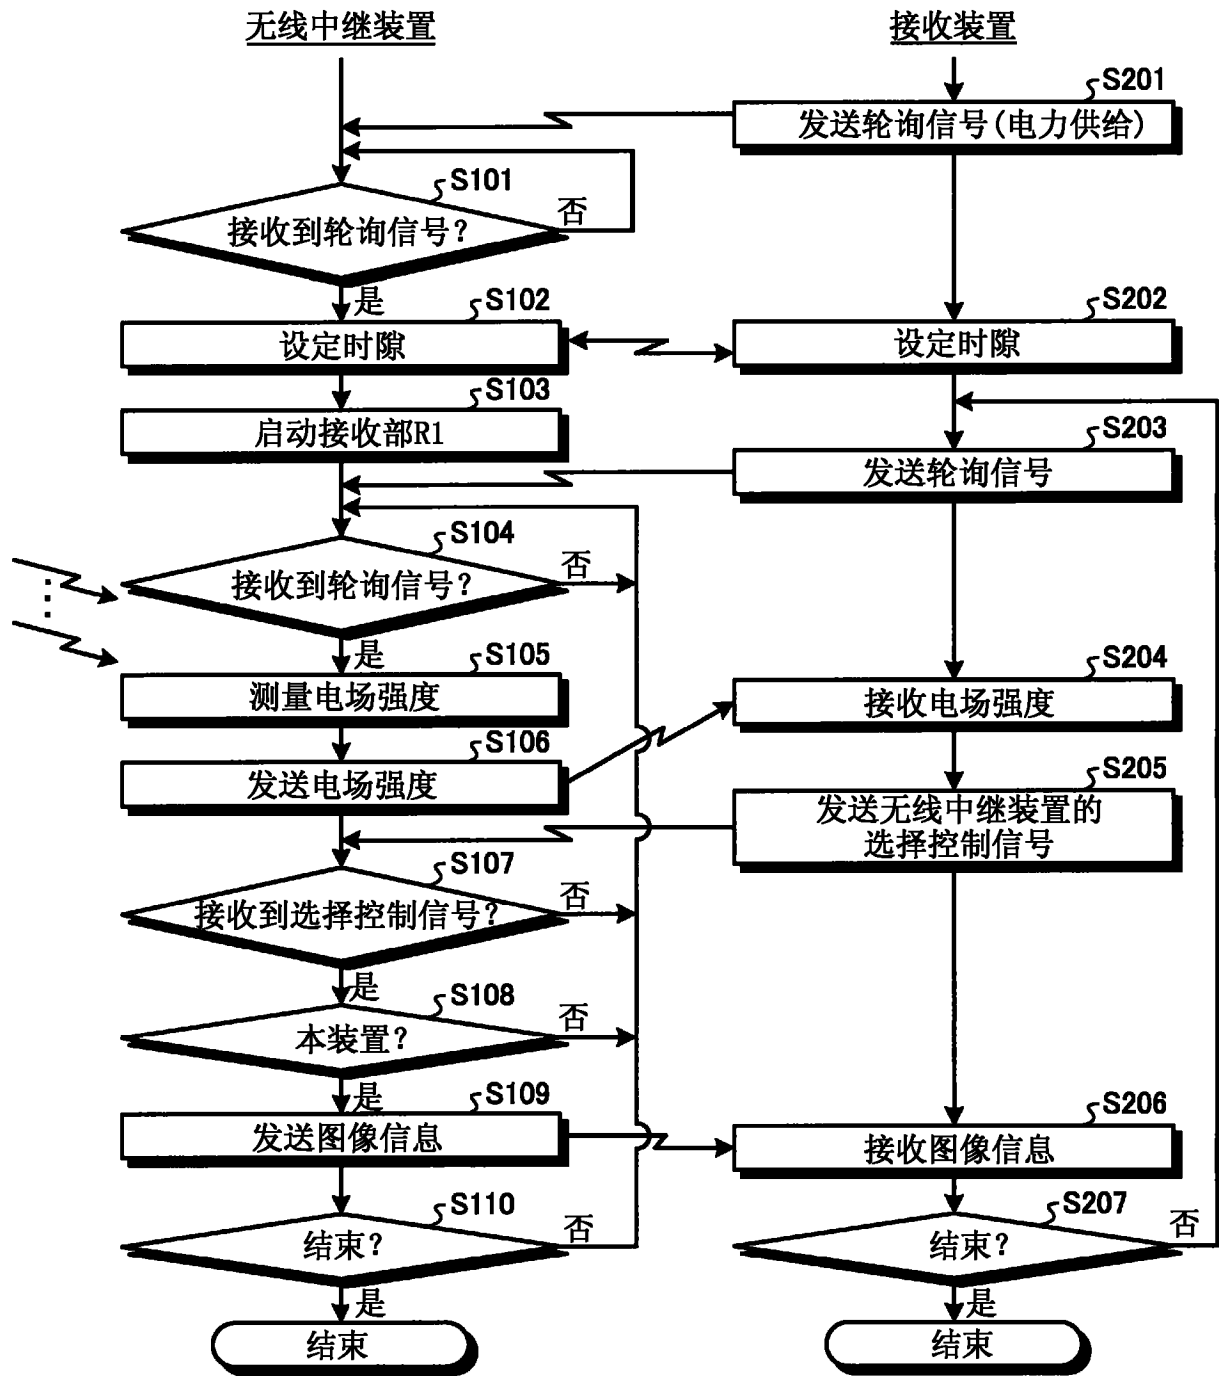 无线中继装置
接收装置
S201
发送轮询信号(电力供给)
S101
接收到轮询信号?
否
是
S102
设定时隙
S202
设定时隙
S103
启动接收部R1
S203
发送轮询信号
S104
接收到轮询信号?
否
是
S105
测量电场强度
S204
接收电场强度
S106
发送电场强度
S205
发送无线中继装置的
选择控制信号
S107
接收到选择控制信号?
否
是
S108
本装置?
否
是
S109
发送图像信息
S206
接收图像信息
S110
结束?
否
是
结束
S207
结束?
否
是
结束